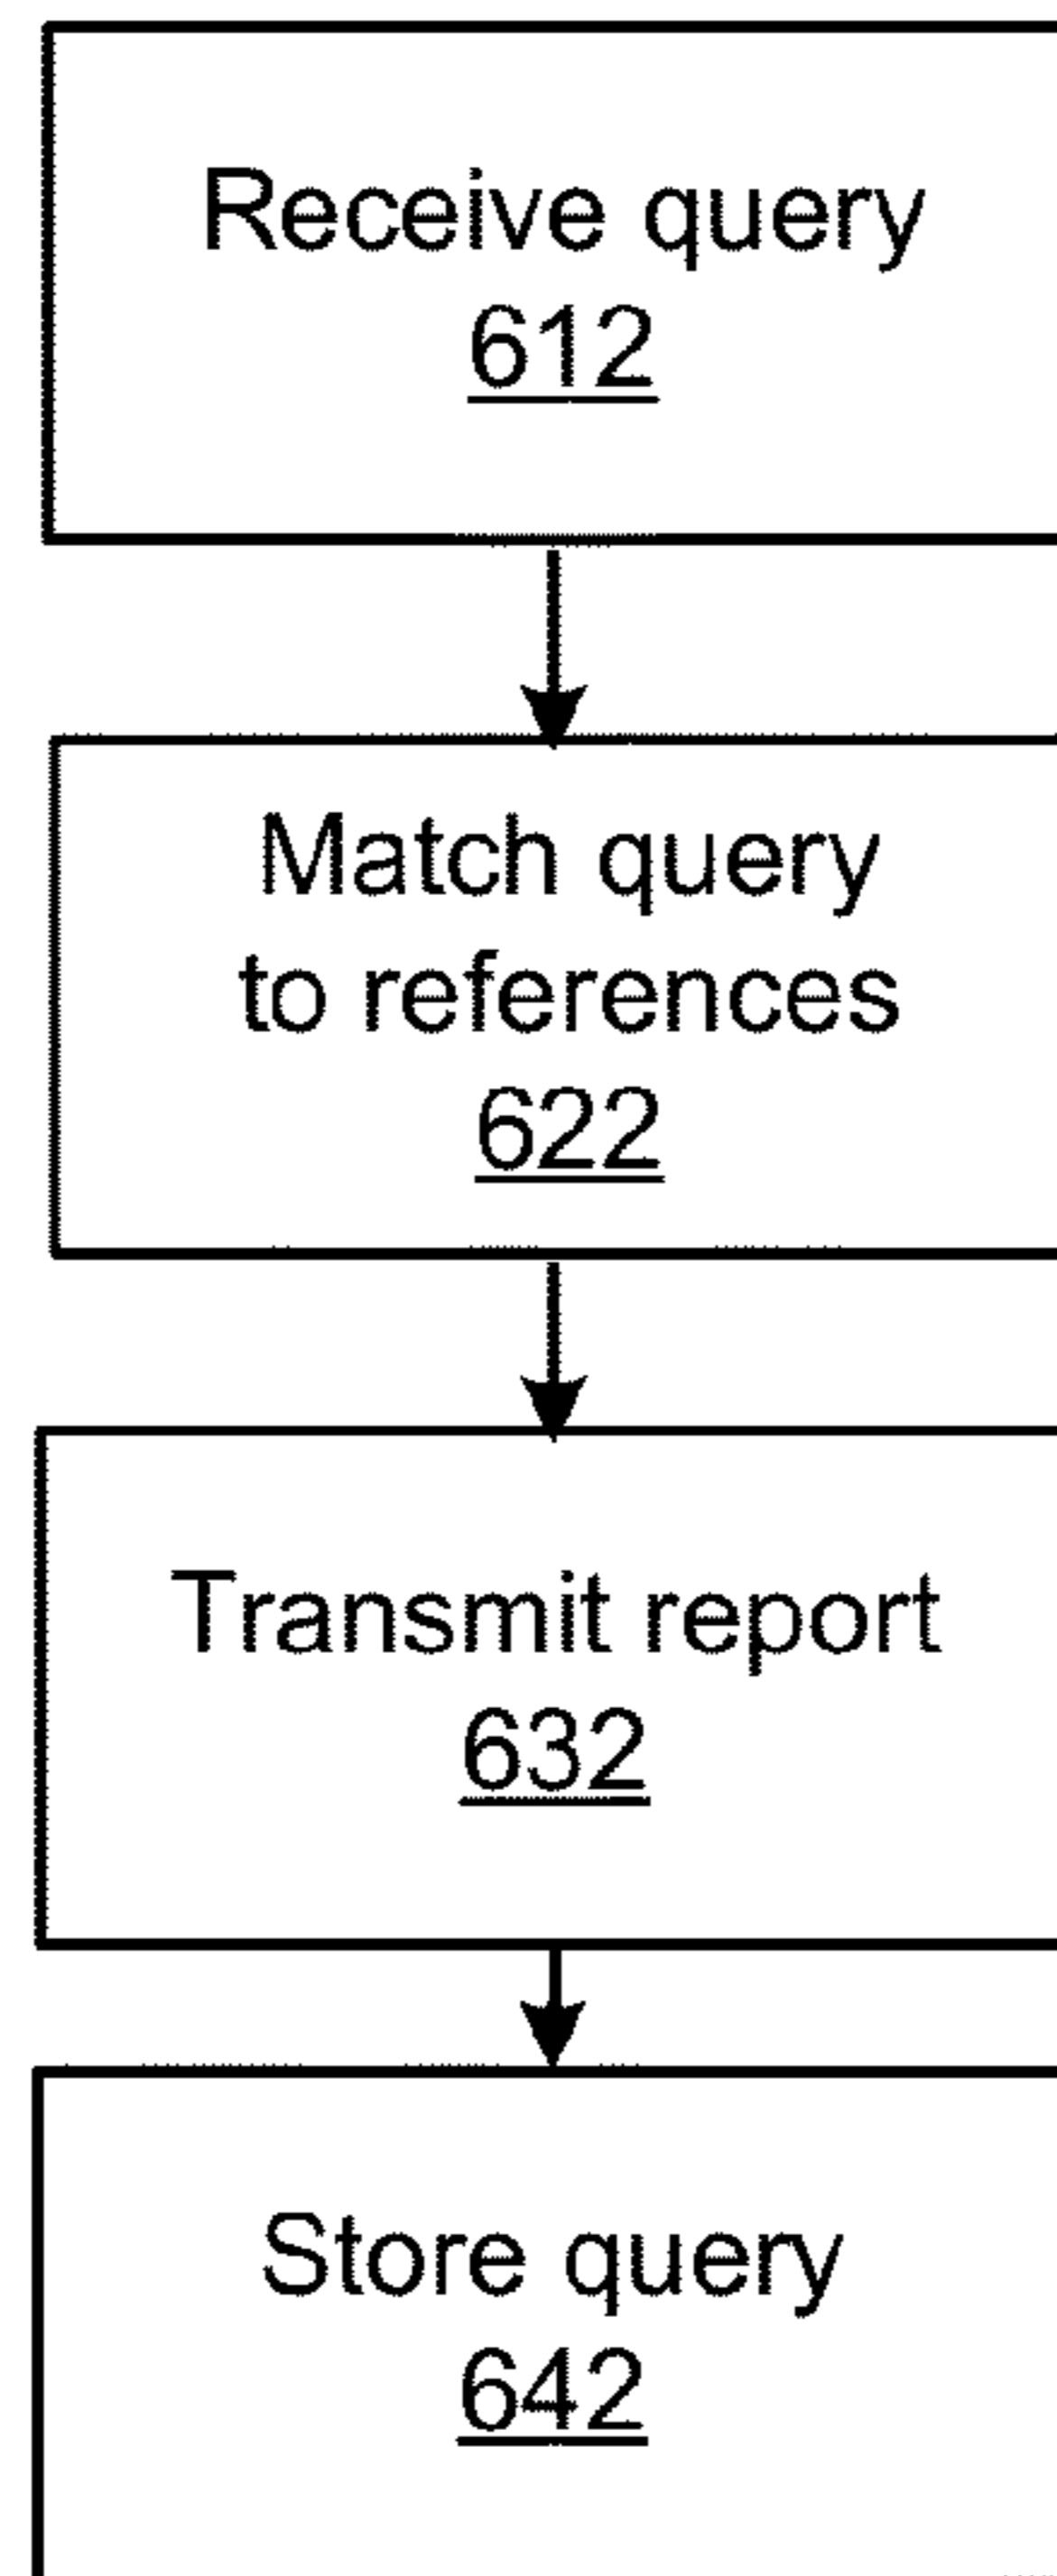 Receive query
612
Match query
to references
622
Transmit report
632
Store query
642